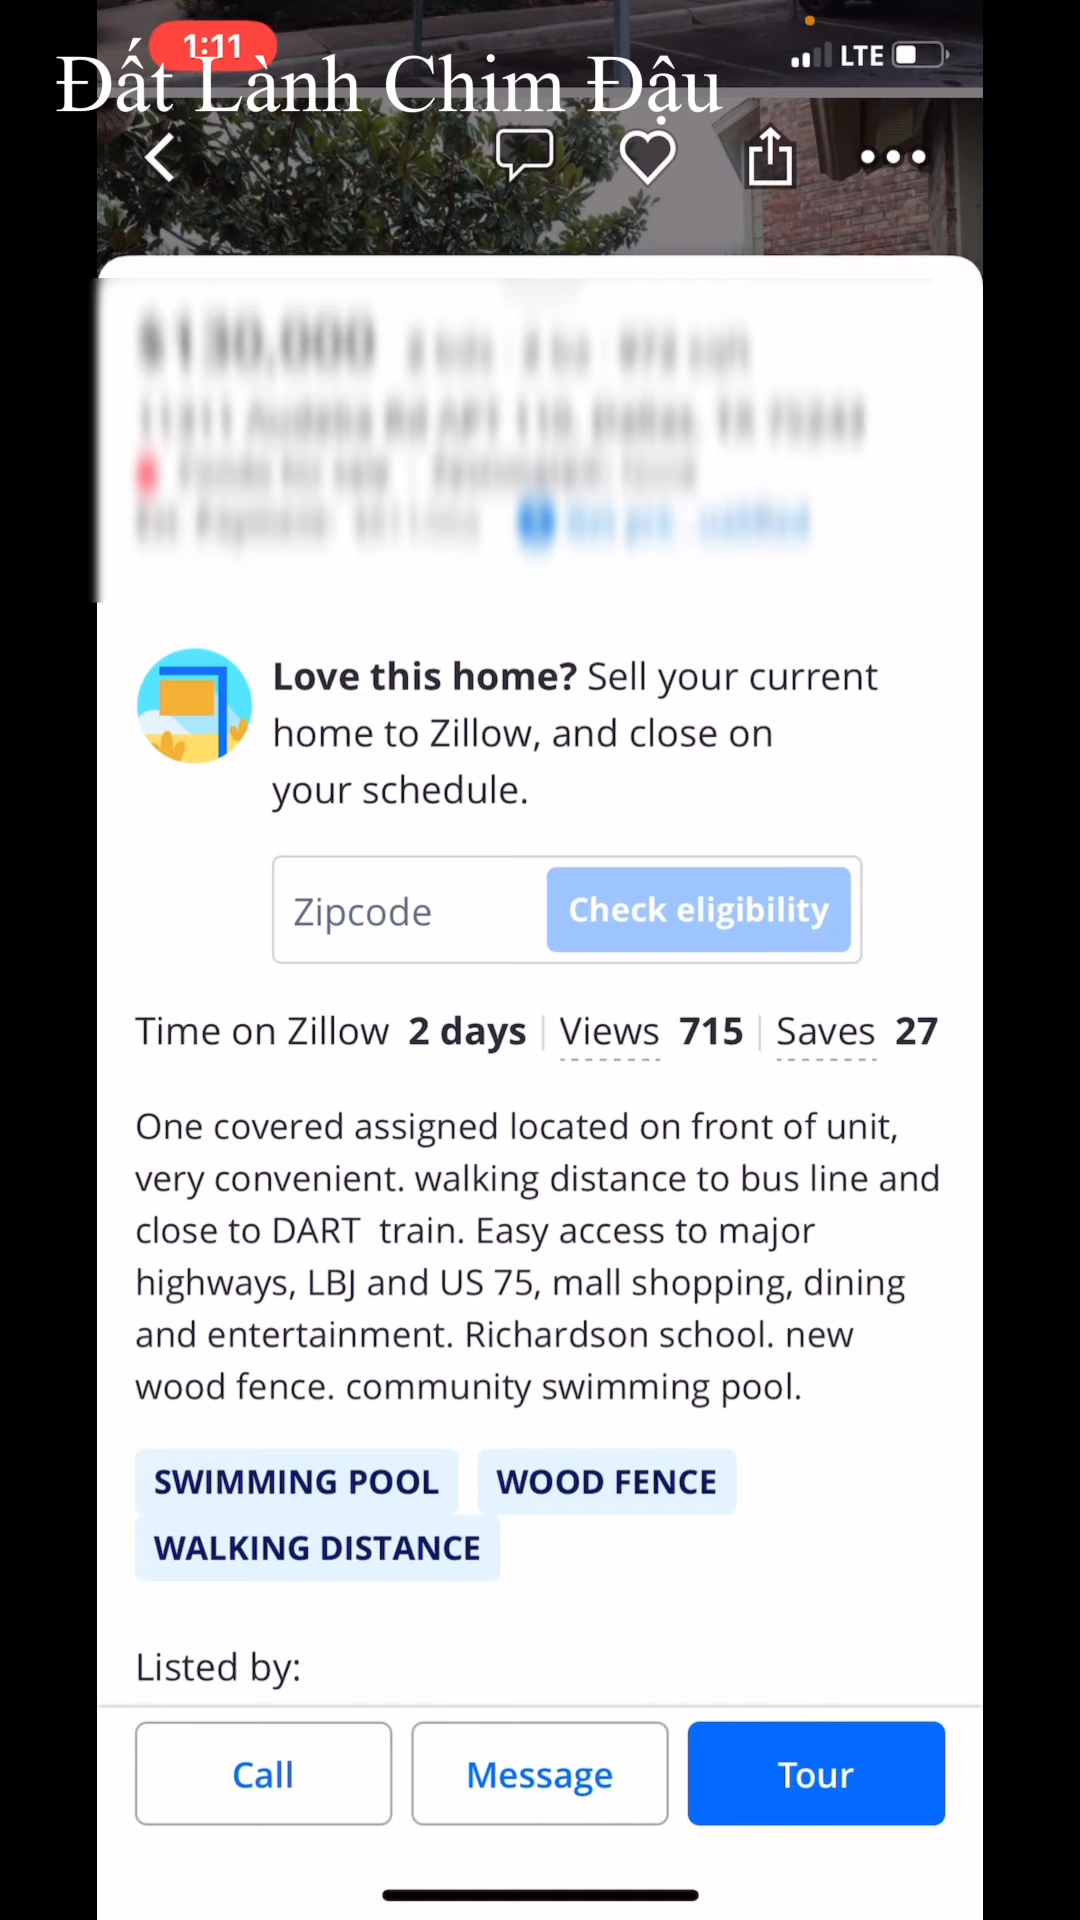 1:11
LTE
Đất Lành Chim Đậu
$130,000
Love this home? Sell your current
home to Zillow, and close on
your schedule.
Zipcode
Check eligibility
Time on Zillow 2 days | Views 715 | Saves 27
One covered assigned located on front of unit,
very convenient. walking distance to bus line and
close to DART train. Easy access to major
highways, LBJ and US 75, mall shopping, dining
and entertainment. Richardson school. new
wood fence. community swimming pool.
SWIMMING POOL
WOOD FENCE
WALKING DISTANCE
Listed by:
Call
Message
Tour